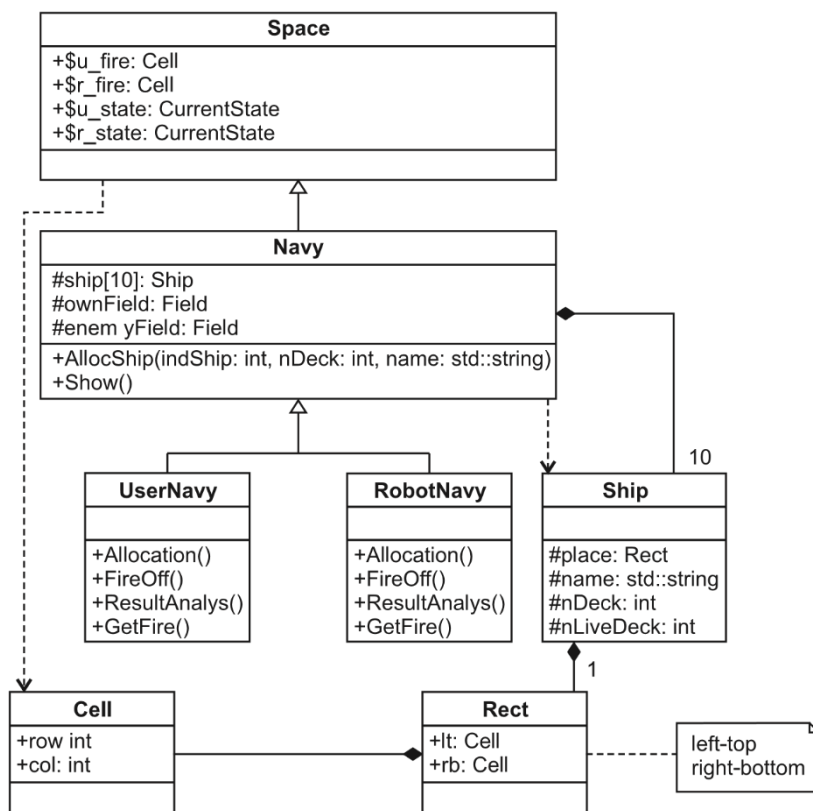 Space
+$u_fire: Cell
+$r_fire: Cell
+$u_state: CurrentState
+$r_state: CurrentState
Navy
#ship[10]: Ship
#ownField: Field
#enem yField: Field
+AllocShip(indShip: int, nDeck: int, name: std::string)
+Show()
10
UserNavy
+Allocation()
+FireOff()
+ResultAnalys()
+GetFire()
RobotNavy
+Allocation()
+FireOff()
+ResultAnalys()
+GetFire()
Ship
#place: Rect
#name: std::string
#nDeck: int
#nLiveDeck: int
1
Cell
+row int
+col: int
Rect
+lt: Cell
+rb: Cell
left-top
right-bottom